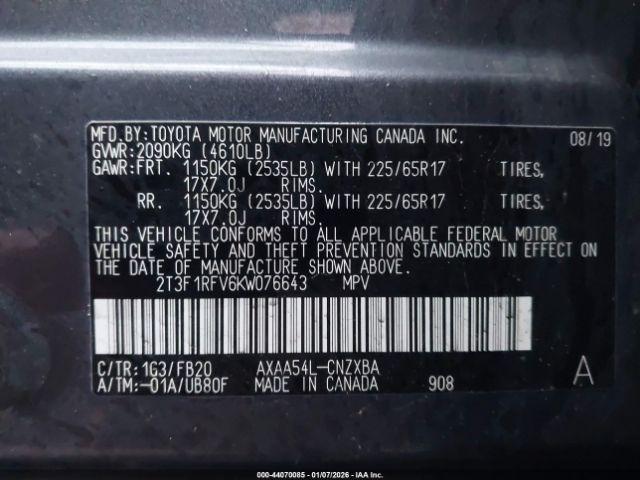 MFD.BY:TOYOTA MOTOR MANUFACTURING CANADA INC. 08/19
GVWR:2090KG (4610LB)
GAWR:FRT. 1150KG (2535LB) WITH 225/65R17 TIRES,
17X7.0J RIMS.
RR. 1150KG (2535LB) WITH 225/65R17 TIRES,
17X7.0J RIMS.
THIS VEHICLE CONFORMS TO ALL APPLICABLE FEDERAL MOTOR
VEHICLE SAFETY AND THEFT PREVENTION STANDARDS IN EFFECT ON
THE DATE OF MANUFACTURE SHOWN ABOVE.
2T3F1RFV6KW076643 MPV
C/TR:1G3/FB20 AXAA54L-CNZXBA
A/TM:-01A/UB80F MADE IN CANADA 908 A
000-44070085 - 01/07/2026 - IAA Inc.